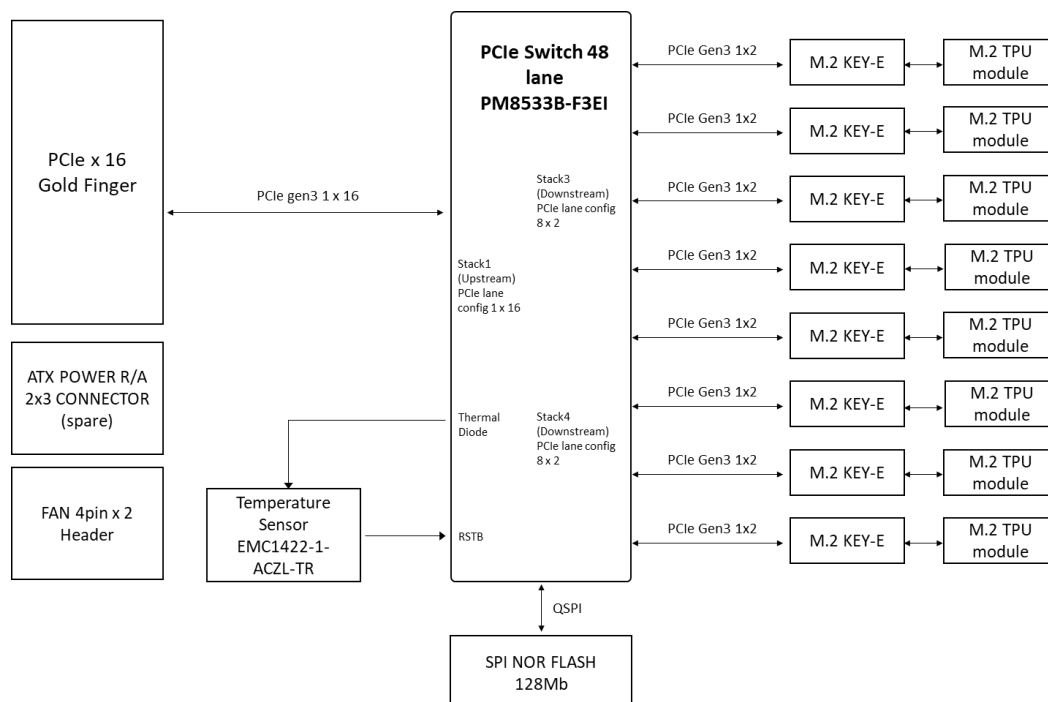 PCIe x 16
Gold Finger
ATX POWER R/A
2x3 CONNECTOR
(spare)
FAN 4pin x 2
Header
PCIe gen3 1 x 16
Temperature
Sensor
EMC1422-1-
ACZL-TR
PCIe Switch 48
lane
PM8533B-F3EI
Stack3
(Downstream)
PCIe lane config
8 x 2
Stack1
(Upstream)
PCIe lane
config 1 x 16
Thermal
Diode
Stack4
(Downstream)
PCIe lane config
8 x 2
RSTB
QSPI
SPI NOR FLASH
128Mb
PCIe Gen3 1x2
M.2 KEY-E
M.2 TPU
module
PCIe Gen3 1x2
M.2 KEY-E
M.2 TPU
module
PCIe Gen3 1x2
M.2 KEY-E
M.2 TPU
module
PCIe Gen3 1x2
M.2 KEY-E
M.2 TPU
module
PCIe Gen3 1x2
M.2 KEY-E
M.2 TPU
module
PCIe Gen3 1x2
M.2 KEY-E
M.2 TPU
module
PCIe Gen3 1x2
M.2 KEY-E
M.2 TPU
module
PCIe Gen3 1x2
M.2 KEY-E
M.2 TPU
module